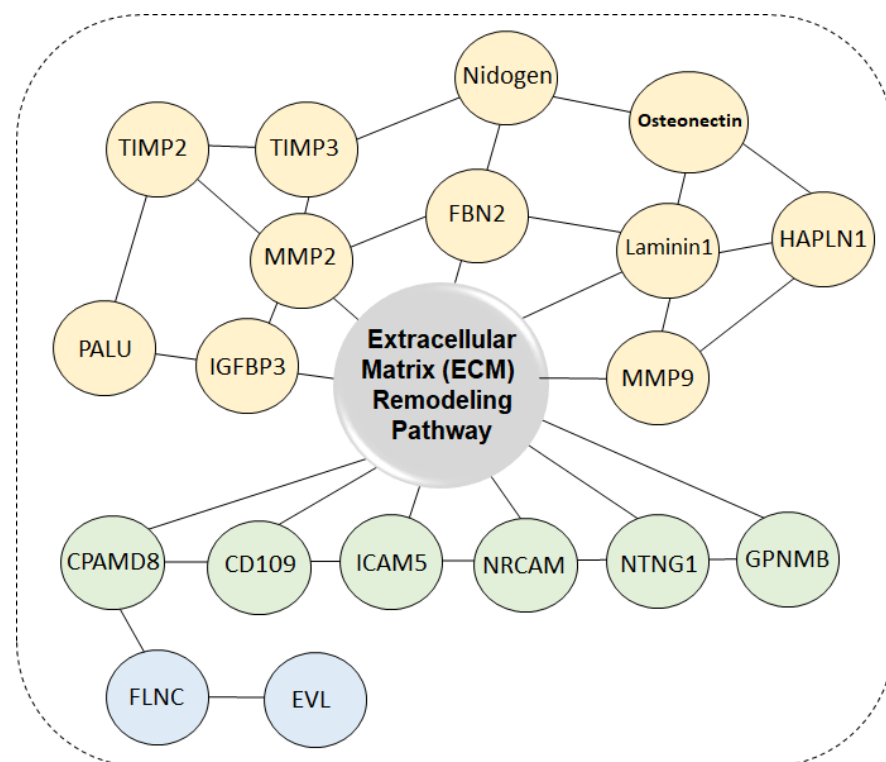 Nidogen
Osteonectin
TIMP2
TIMP3
FBN2
HAPLN1
Laminin1
MMP2
PALU
IGFBP3
MMP9
Extracellular
Matrix (ECM)
Remodeling
Pathway
CPAMD8
CD109
ICAM5
NRCAM
NTNG1
GPNMB
FLNC
EVL